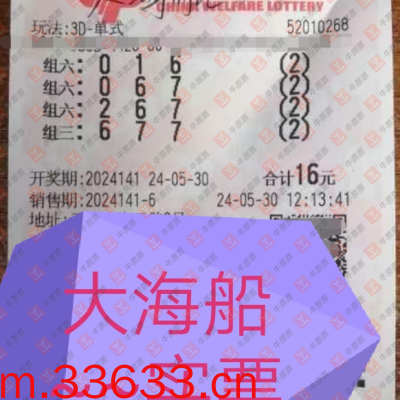 WELFARE LOTTERY
玩法:3D-单式
52010268
组六: 0 1 6 (2)
组六: 0 6 7 (2)
组六: 2 6 7 (2)
组三: 6 7 7 (2)
开奖期:2024141 24-05-30 合计16元
销售期:2024141-6 24-05-30 12:13:41
地址:
大海船
实票
m.33633.cn